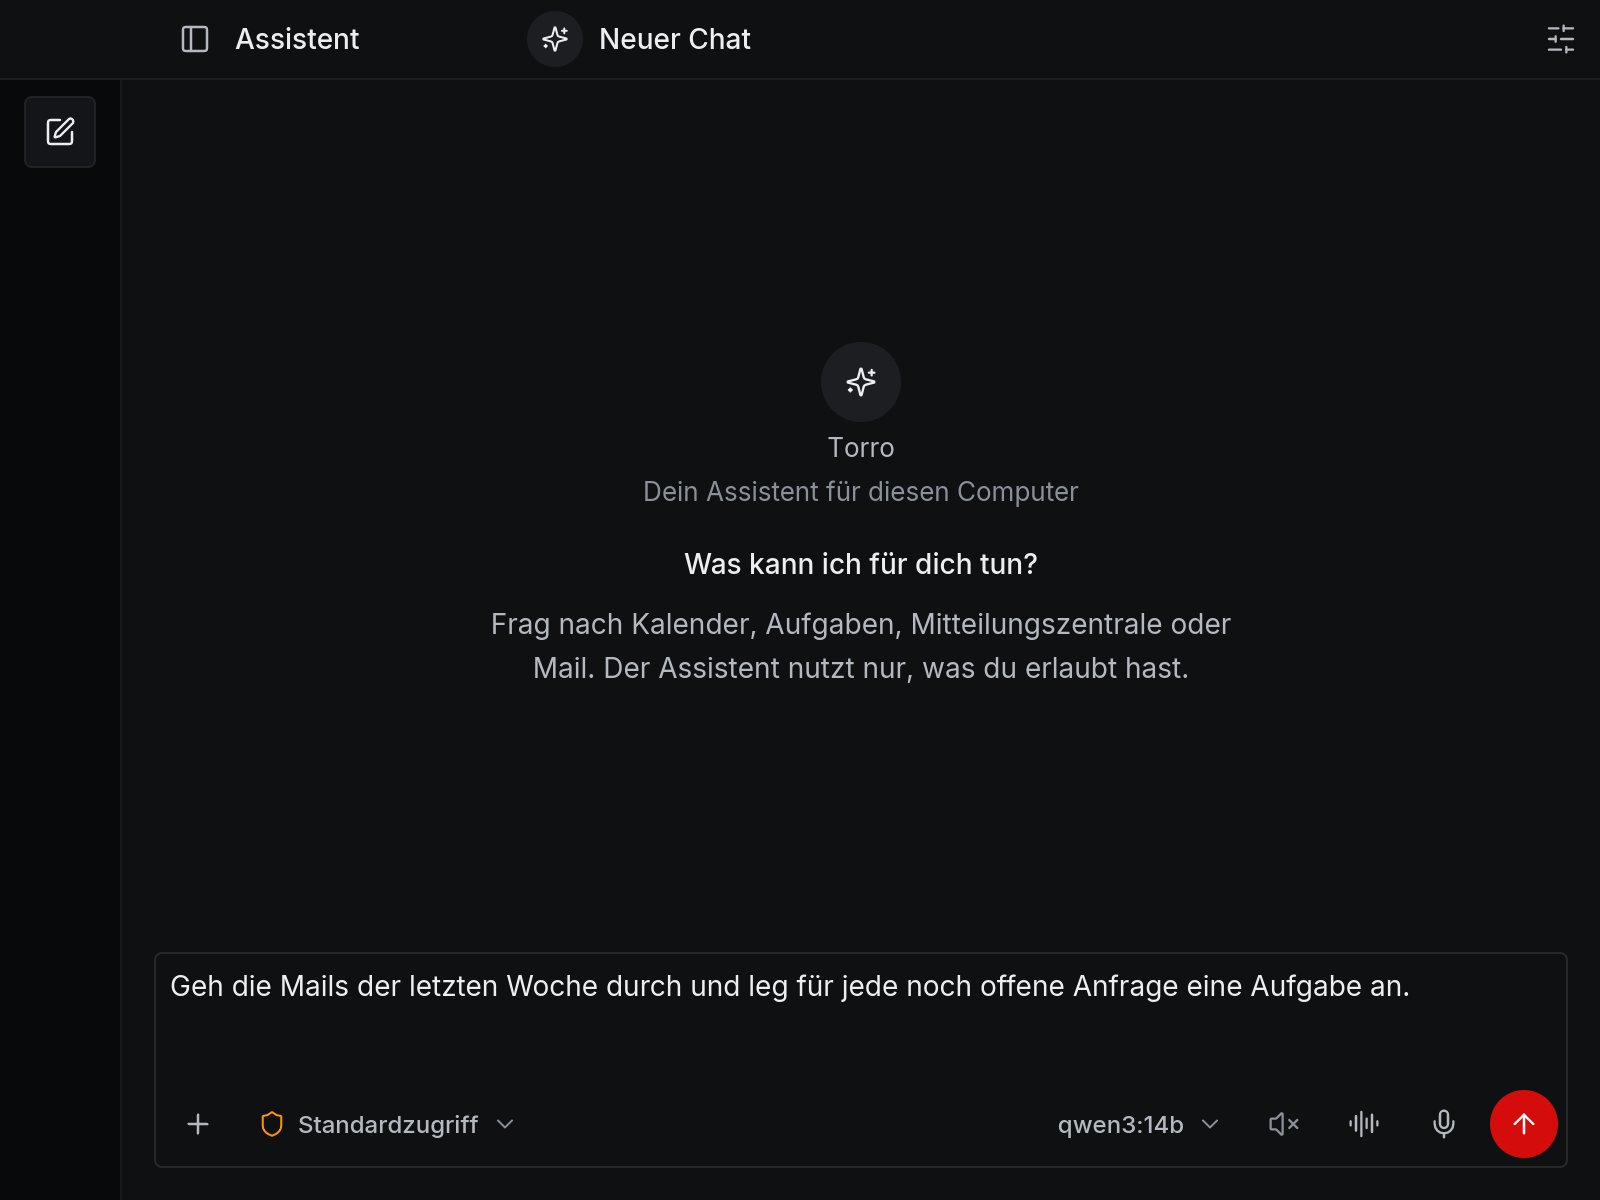 Assistent
Neuer Chat
Torro
Dein Assistent für diesen Computer
Was kann ich für dich tun?
Frag nach Kalender, Aufgaben, Mitteilungszentrale oder
Mail. Der Assistent nutzt nur, was du erlaubt hast.
Geh die Mails der letzten Woche durch und leg für jede noch offene Anfrage eine Aufgabe an.
Standardzugriff
qwen3:14b